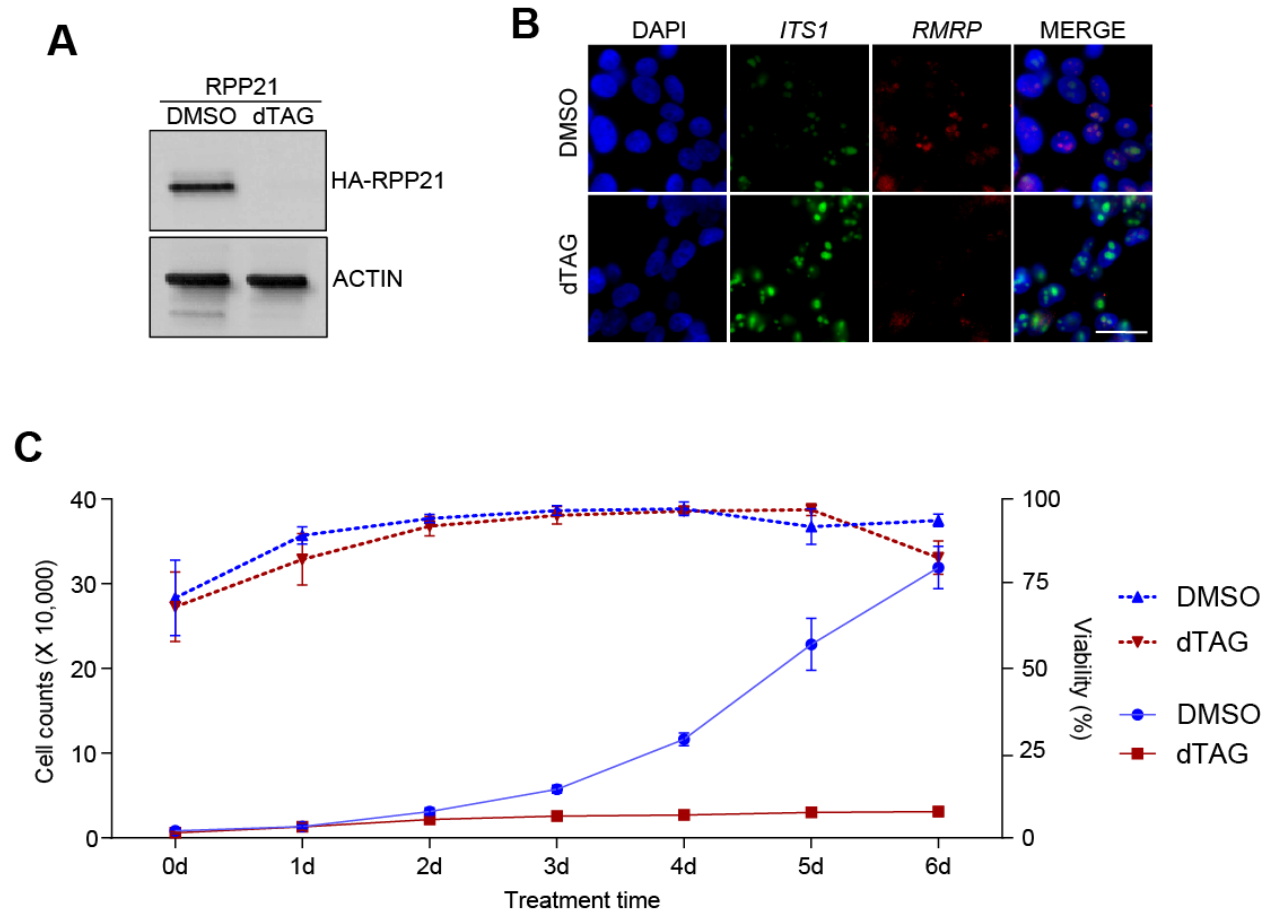 A
RPP21
DMSO dTAG
HA-RPP21
ACTIN
B
DAPI ITS1 RMRP MERGE
DMSO
dTAG
C
40
30
20
10
0
Cell counts (X 10,000)
100
75
50
25
0
Viability (%)
0d 1d 2d 3d 4d 5d 6d
Treatment time
DMSO
dTAG
DMSO
dTAG